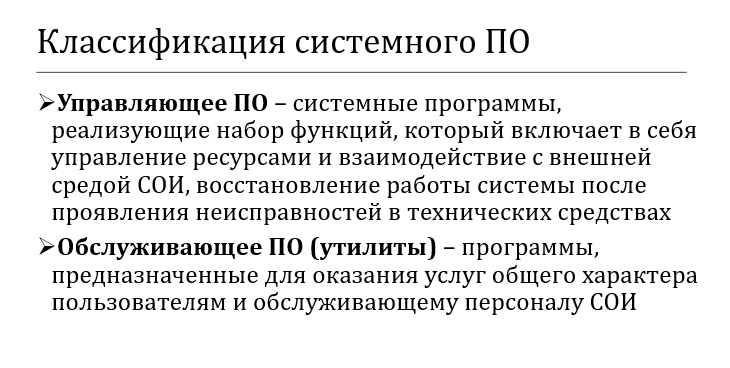 Классификация системного ПО
➢Управляющее ПО – системные программы,
реализующие набор функций, который включает в себя
управление ресурсами и взаимодействие с внешней
средой СОИ, восстановление работы системы после
проявления неисправностей в технических средствах
➢Обслуживающее ПО (утилиты) – программы,
предназначенные для оказания услуг общего характера
пользователям и обслуживающему персоналу СОИ